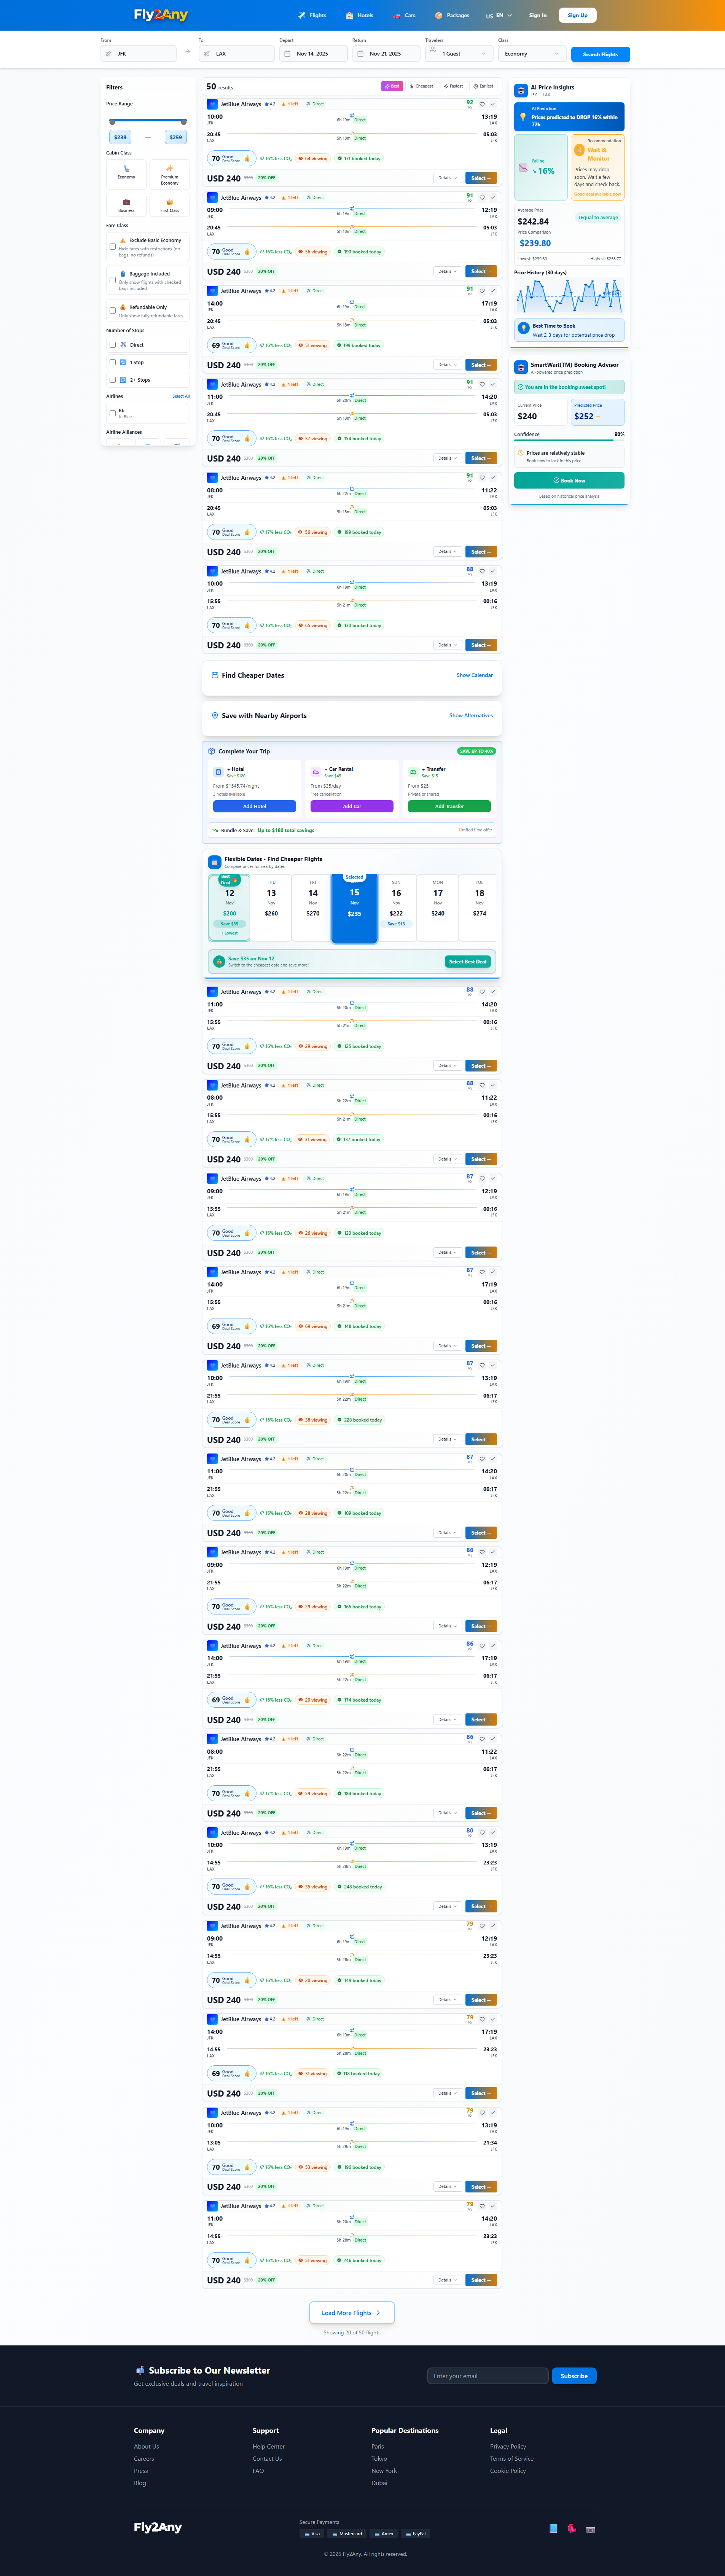 Fly2Any
Flights
Hotels
Cars
Packages
US EN
Sign In
Sign Up
From
JFK
To
LAX
Depart
Nov 14, 2025
Return
Nov 21, 2025
Travelers
1 Guest
Class
Economy
Search Flights
Filters
Price Range
$239
$259
Cabin Class
Economy
Premium Economy
Business
First Class
Fare Class
Exclude Basic Economy
Hide fares with restrictions (no bags, no refunds)
Baggage Included
Only show flights with checked bags included
Refundable Only
Only show fully refundable fares
Number of Stops
Direct
1 Stop
2+ Stops
Airlines
Select All
B6
JetBlue
Airline Alliances
50 results
Best
Cheapest
Fastest
Earliest
JetBlue Airways 4.2 1 left Direct 92
10:00 JFK 6h 19m Direct 13:19 LAX
20:45 LAX 5h 18m Direct 05:03 JFK
70 Good Deal Score 16% less CO₂ 64 viewing 171 booked today
USD 240 $300 20% OFF Details Select →
JetBlue Airways 4.2 1 left Direct 91
09:00 JFK 6h 19m Direct 12:19 LAX
20:45 LAX 5h 18m Direct 05:03 JFK
70 Good Deal Score 16% less CO₂ 56 viewing 190 booked today
USD 240 $300 20% OFF Details Select →
JetBlue Airways 4.2 1 left Direct 91
14:00 JFK 6h 19m Direct 17:19 LAX
20:45 LAX 5h 18m Direct 05:03 JFK
69 Good Deal Score 16% less CO₂ 51 viewing 199 booked today
USD 240 $300 20% OFF Details Select →
JetBlue Airways 4.2 1 left Direct 91
11:00 JFK 6h 20m Direct 14:20 LAX
20:45 LAX 5h 18m Direct 05:03 JFK
70 Good Deal Score 16% less CO₂ 37 viewing 154 booked today
USD 240 $300 20% OFF Details Select →
JetBlue Airways 4.2 1 left Direct 91
08:00 JFK 6h 22m Direct 11:22 LAX
20:45 LAX 5h 18m Direct 05:03 JFK
70 Good Deal Score 17% less CO₂ 56 viewing 199 booked today
USD 240 $300 20% OFF Details Select →
JetBlue Airways 4.2 1 left Direct 88
10:00 JFK 6h 19m Direct 13:19 LAX
15:55 LAX 5h 21m Direct 00:16 JFK
70 Good Deal Score 16% less CO₂ 65 viewing 130 booked today
USD 240 $300 20% OFF Details Select →
Find Cheaper Dates
Show Calendar
Save with Nearby Airports
Show Alternatives
Complete Your Trip
SAVE UP TO 40%
+ Hotel
Save $120
From $1545.74/night
3 hotels available
Add Hotel
+ Car Rental
Save $45
From $35/day
Free cancellation
Add Car
+ Transfer
Save $15
From $25
Private or shared
Add Transfer
Bundle & Save: Up to $180 total savings
Limited time offer
Flexible Dates - Find Cheaper Flights
Compare prices for nearby dates
Best Deal
12
Nov
$200
Save $35
Lowest
THU
13
Nov
$260
FRI
14
Nov
$270
Selected
15
Nov
$235
SUN
16
Nov
$222
Save $13
MON
17
Nov
$240
TUE
18
Nov
$274
Save $35 on Nov 12
Switch to the cheapest date and save more!
Select Best Deal
JetBlue Airways 4.2 1 left Direct 88
11:00 JFK 6h 20m Direct 14:20 LAX
15:55 LAX 5h 21m Direct 00:16 JFK
70 Good Deal Score 16% less CO₂ 29 viewing 125 booked today
USD 240 $300 20% OFF Details Select →
JetBlue Airways 4.2 1 left Direct 88
08:00 JFK 6h 22m Direct 11:22 LAX
15:55 LAX 5h 21m Direct 00:16 JFK
70 Good Deal Score 17% less CO₂ 31 viewing 137 booked today
USD 240 $300 20% OFF Details Select →
JetBlue Airways 4.2 1 left Direct 87
09:00 JFK 6h 19m Direct 12:19 LAX
15:55 LAX 5h 21m Direct 00:16 JFK
70 Good Deal Score 16% less CO₂ 26 viewing 120 booked today
USD 240 $300 20% OFF Details Select →
JetBlue Airways 4.2 1 left Direct 87
14:00 JFK 6h 19m Direct 17:19 LAX
15:55 LAX 5h 21m Direct 00:16 JFK
69 Good Deal Score 16% less CO₂ 69 viewing 148 booked today
USD 240 $300 20% OFF Details Select →
JetBlue Airways 4.2 1 left Direct 87
10:00 JFK 6h 19m Direct 13:19 LAX
21:55 LAX 5h 22m Direct 06:17 JFK
70 Good Deal Score 16% less CO₂ 38 viewing 228 booked today
USD 240 $300 20% OFF Details Select →
JetBlue Airways 4.2 1 left Direct 87
11:00 JFK 6h 20m Direct 14:20 LAX
21:55 LAX 5h 22m Direct 06:17 JFK
70 Good Deal Score 16% less CO₂ 28 viewing 109 booked today
USD 240 $300 20% OFF Details Select →
JetBlue Airways 4.2 1 left Direct 86
09:00 JFK 6h 19m Direct 12:19 LAX
21:55 LAX 5h 22m Direct 06:17 JFK
70 Good Deal Score 16% less CO₂ 29 viewing 166 booked today
USD 240 $300 20% OFF Details Select →
JetBlue Airways 4.2 1 left Direct 86
14:00 JFK 6h 19m Direct 17:19 LAX
21:55 LAX 5h 22m Direct 06:17 JFK
69 Good Deal Score 16% less CO₂ 20 viewing 174 booked today
USD 240 $300 20% OFF Details Select →
JetBlue Airways 4.2 1 left Direct 86
08:00 JFK 6h 22m Direct 11:22 LAX
21:55 LAX 5h 22m Direct 06:17 JFK
70 Good Deal Score 17% less CO₂ 59 viewing 184 booked today
USD 240 $300 20% OFF Details Select →
JetBlue Airways 4.2 1 left Direct 80
10:00 JFK 6h 19m Direct 13:19 LAX
14:55 LAX 5h 28m Direct 23:23 JFK
70 Good Deal Score 16% less CO₂ 35 viewing 248 booked today
USD 240 $300 20% OFF Details Select →
JetBlue Airways 4.2 1 left Direct 79
09:00 JFK 6h 19m Direct 12:19 LAX
14:55 LAX 5h 28m Direct 23:23 JFK
70 Good Deal Score 16% less CO₂ 20 viewing 149 booked today
USD 240 $300 20% OFF Details Select →
JetBlue Airways 4.2 1 left Direct 79
14:00 JFK 6h 19m Direct 17:19 LAX
14:55 LAX 5h 28m Direct 23:23 JFK
69 Good Deal Score 16% less CO₂ 31 viewing 118 booked today
USD 240 $300 20% OFF Details Select →
JetBlue Airways 4.2 1 left Direct 79
10:00 JFK 6h 19m Direct 13:19 LAX
13:05 LAX 5h 29m Direct 21:34 JFK
70 Good Deal Score 16% less CO₂ 53 viewing 196 booked today
USD 240 $300 20% OFF Details Select →
JetBlue Airways 4.2 1 left Direct 79
11:00 JFK 6h 20m Direct 14:20 LAX
14:55 LAX 5h 28m Direct 23:23 JFK
70 Good Deal Score 16% less CO₂ 51 viewing 246 booked today
USD 240 $300 20% OFF Details Select →
Load More Flights
Showing 20 of 50 flights
AI Price Insights
JFK → LAX
AI Prediction
Prices predicted to DROP 16% within 72h
Falling
16%
Recommendation
Wait & Monitor
Prices may drop soon. Wait a few days and check back.
Good deal available now
Average Price
$242.84
Equal to average
Price Comparison
$239.80
Lowest: $239.80
Highest: $258.77
Price History (30 days)
Best Time to Book
Wait 2-3 days for potential price drop
SmartWait(TM) Booking Advisor
AI-powered price prediction
You are in the booking sweet spot!
Current Price
$240
Predicted Price
$252
Confidence
90%
Prices are relatively stable
Book now to lock in this price
Book Now
Based on historical price analysis
Subscribe to Our Newsletter
Get exclusive deals and travel inspiration
Enter your email
Subscribe
Company
About Us
Careers
Press
Blog
Support
Help Center
Contact Us
FAQ
Popular Destinations
Paris
Tokyo
New York
Dubai
Legal
Privacy Policy
Terms of Service
Cookie Policy
Fly2Any
Secure Payments
Visa
Mastercard
Amex
PayPal
© 2025 Fly2Any. All rights reserved.